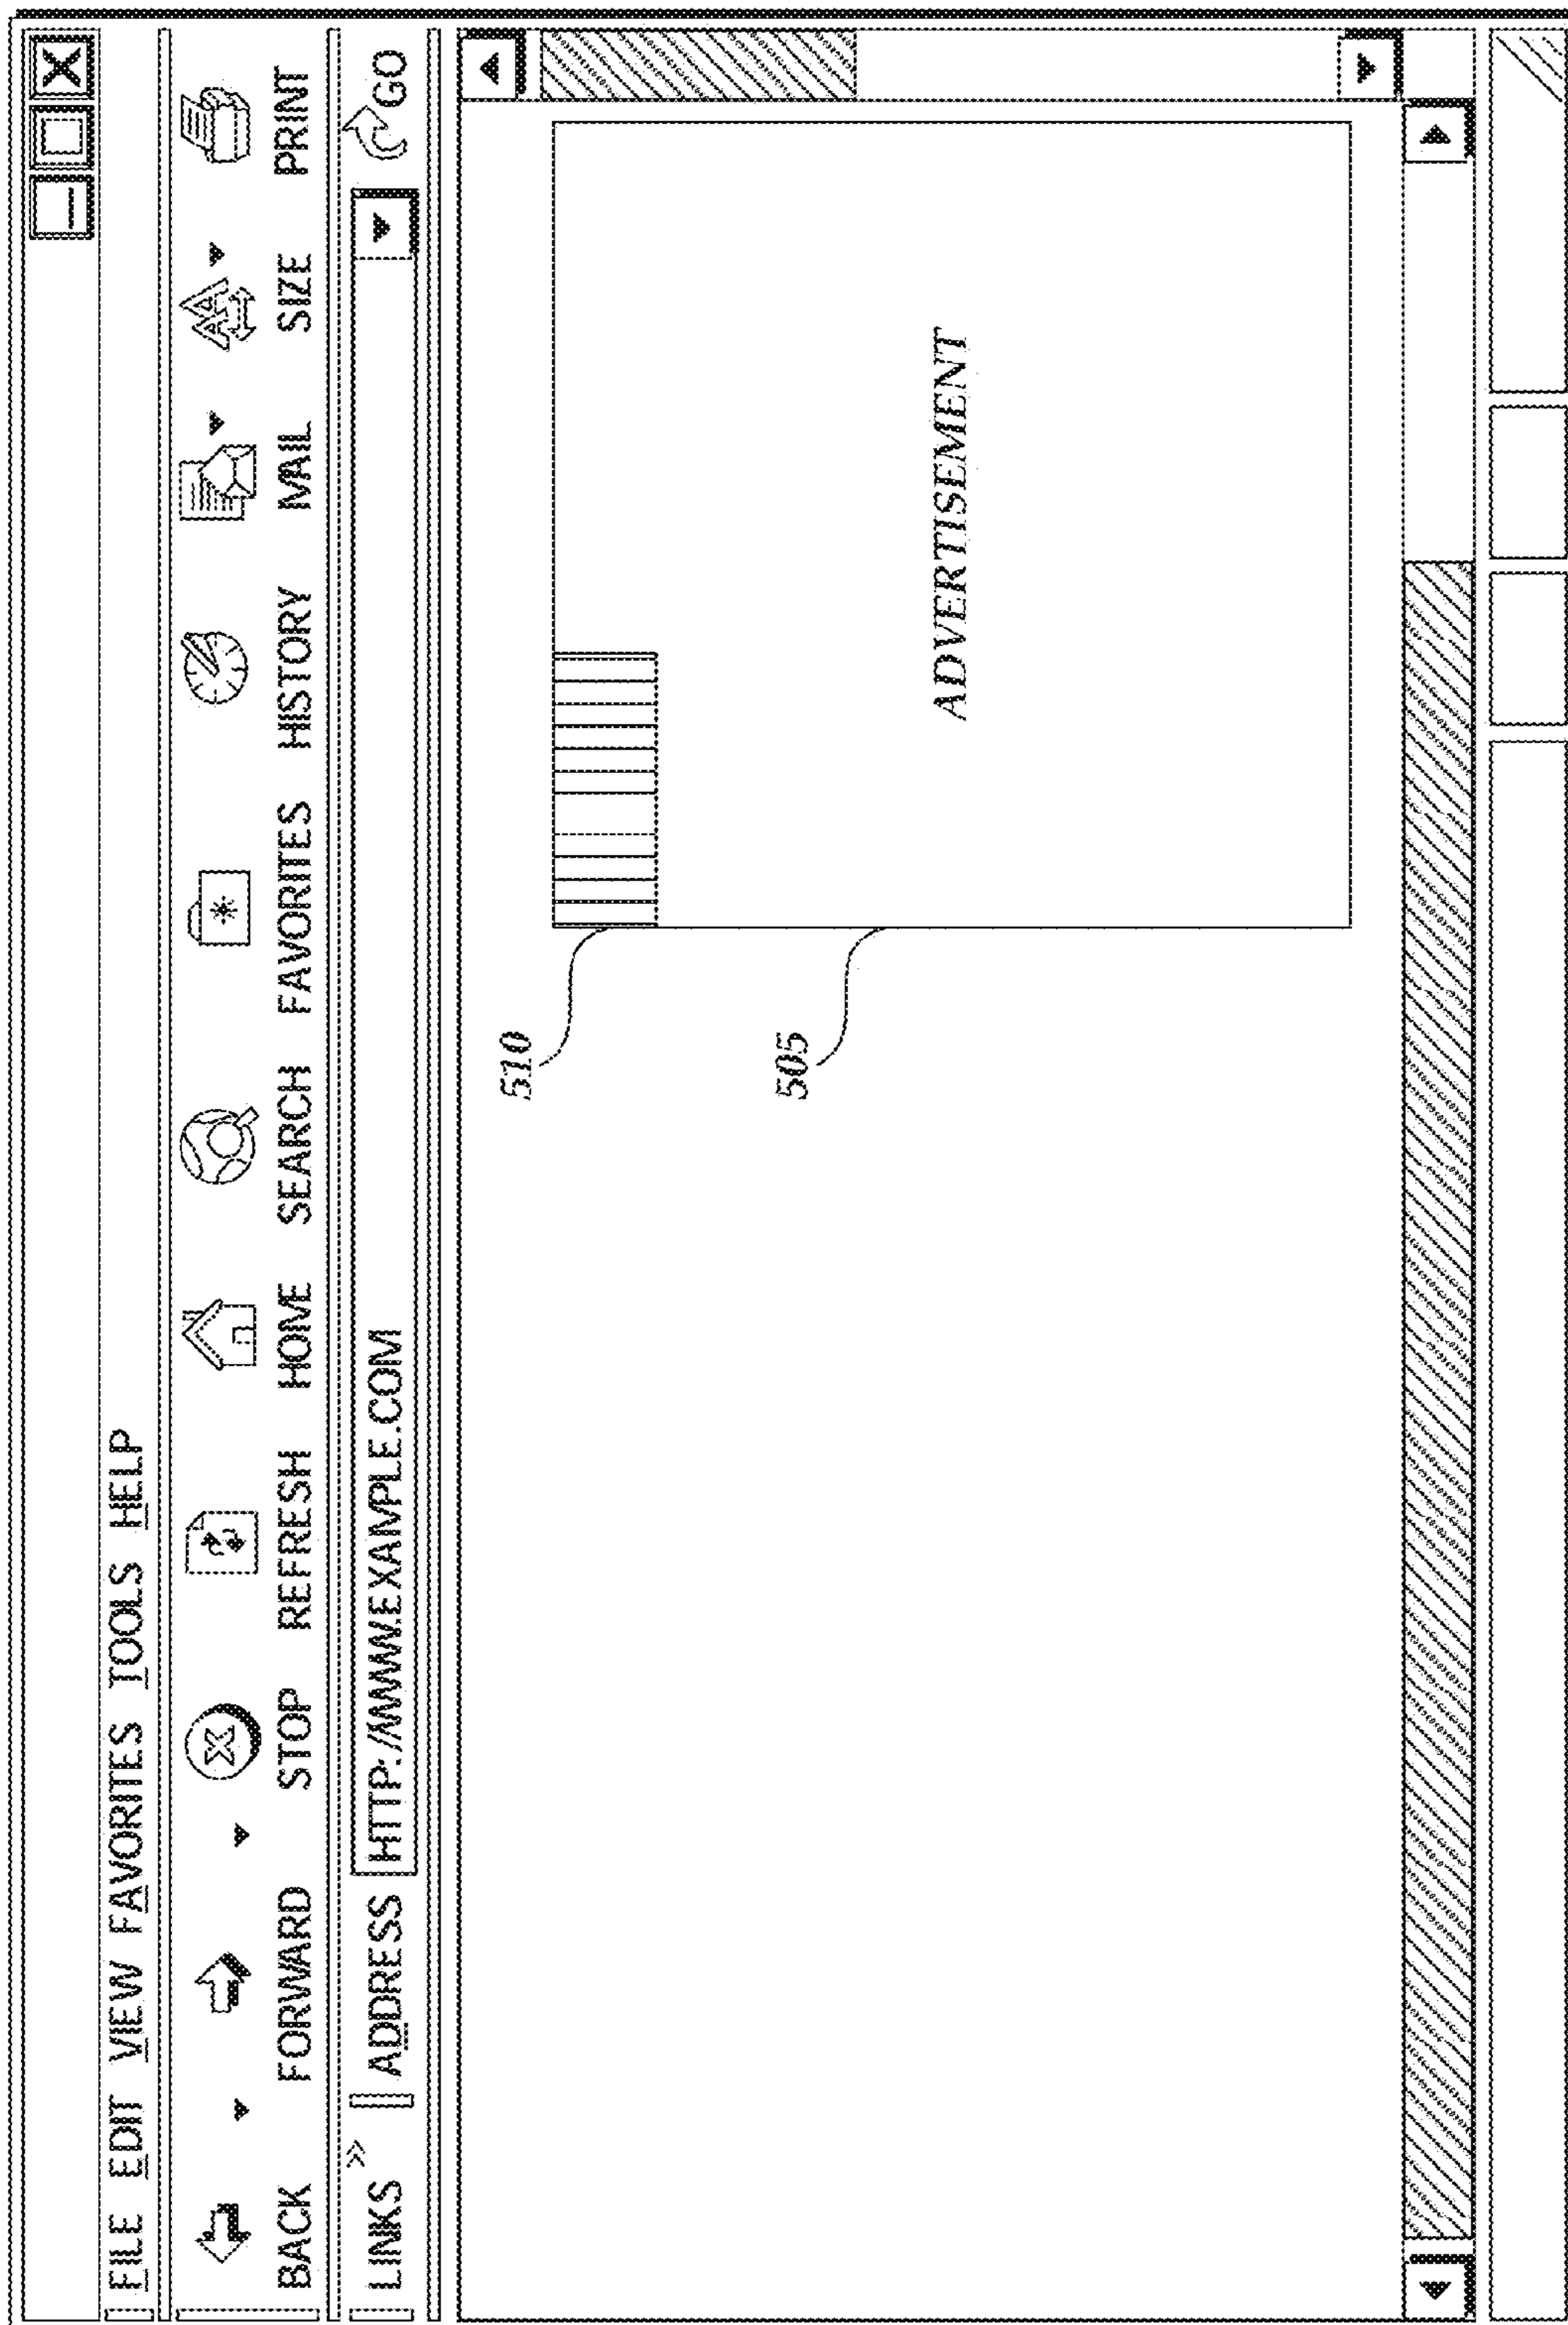 FILE EDIT VIEW FAVORITES TOOLS HELP
BACK FORWARD STOP REFRESH HOME SEARCH FAVORITES HISTORY MAIL SIZE PRINT
LINKS » ADDRESS HTTP://WWW.EXAMPLE.COM GO
510
505
ADVERTISEMENT